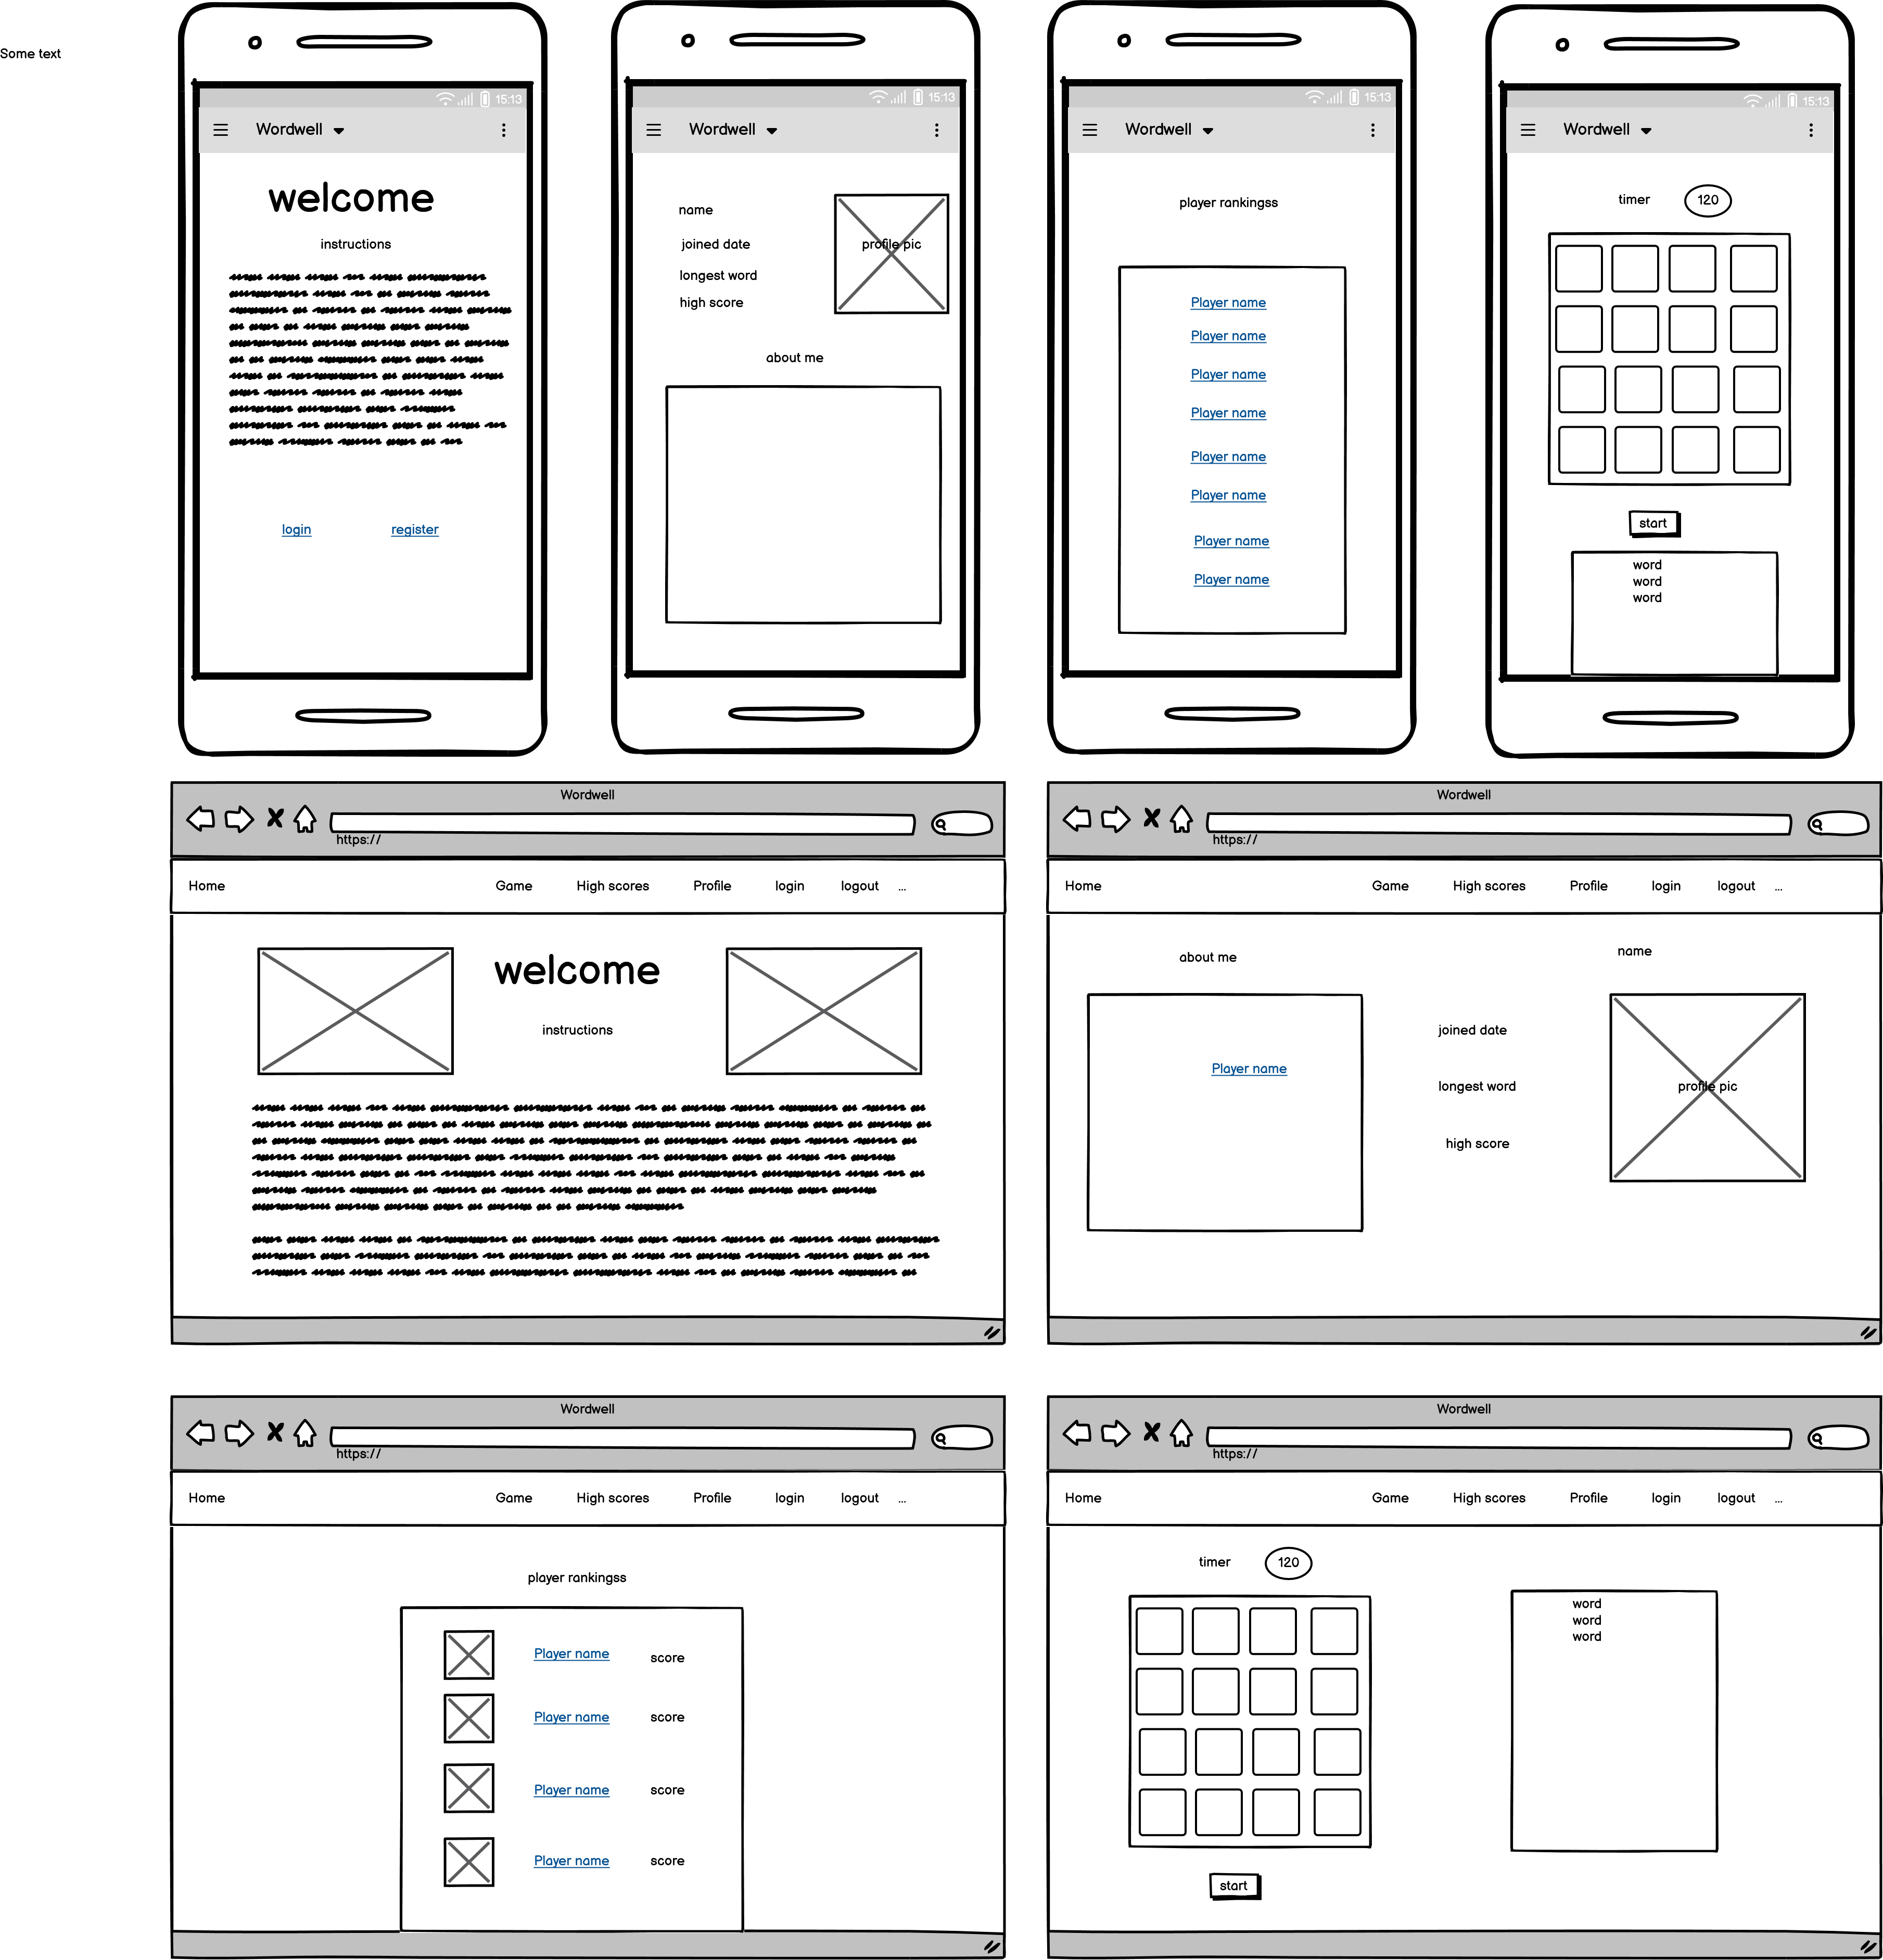 Some text
15:13
Wordwell
welcome
instructions
login
register
15:13
Wordwell
name
joined date
longest word
high score
profile pic
about me
15:13
Wordwell
player rankingss
Player name
Player name
Player name
Player name
Player name
Player name
Player name
Player name
15:13
Wordwell
timer
120
start
word
word
word
Wordwell
https://
Home Game High scores Profile login logout ...
welcome
instructions
Wordwell
https://
Home Game High scores Profile login logout ...
about me
name
Player name
joined date
longest word
high score
profile pic
Wordwell
https://
Home Game High scores Profile login logout ...
player rankingss
Player name score
Player name score
Player name score
Player name score
Wordwell
https://
Home Game High scores Profile login logout ...
timer
120
word
word
word
start